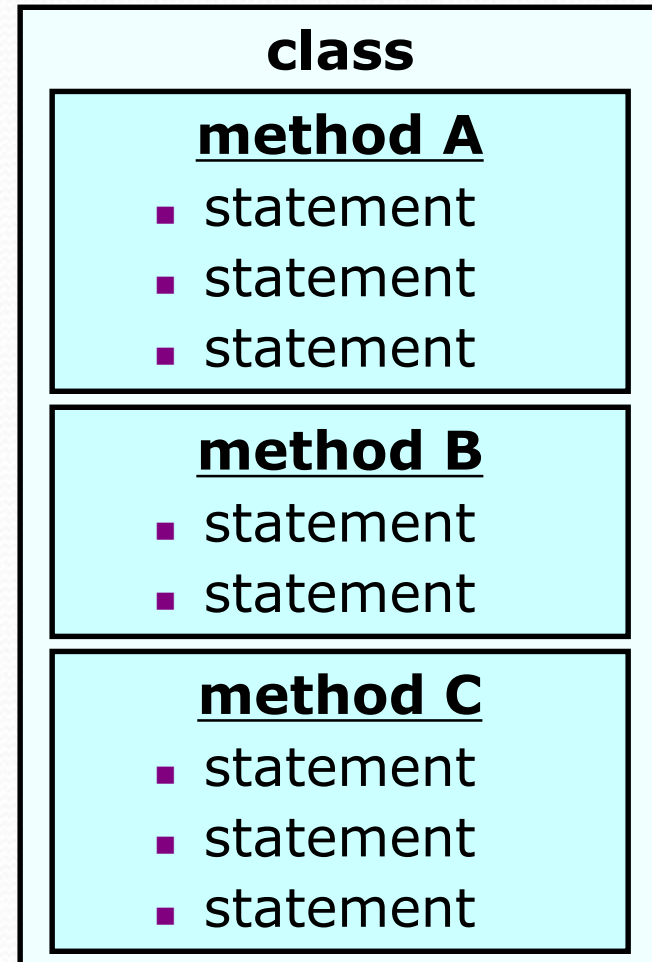 class
method A
▪ statement
▪ statement
▪ statement
method B
▪ statement
▪ statement
method C
▪ statement
▪ statement
▪ statement